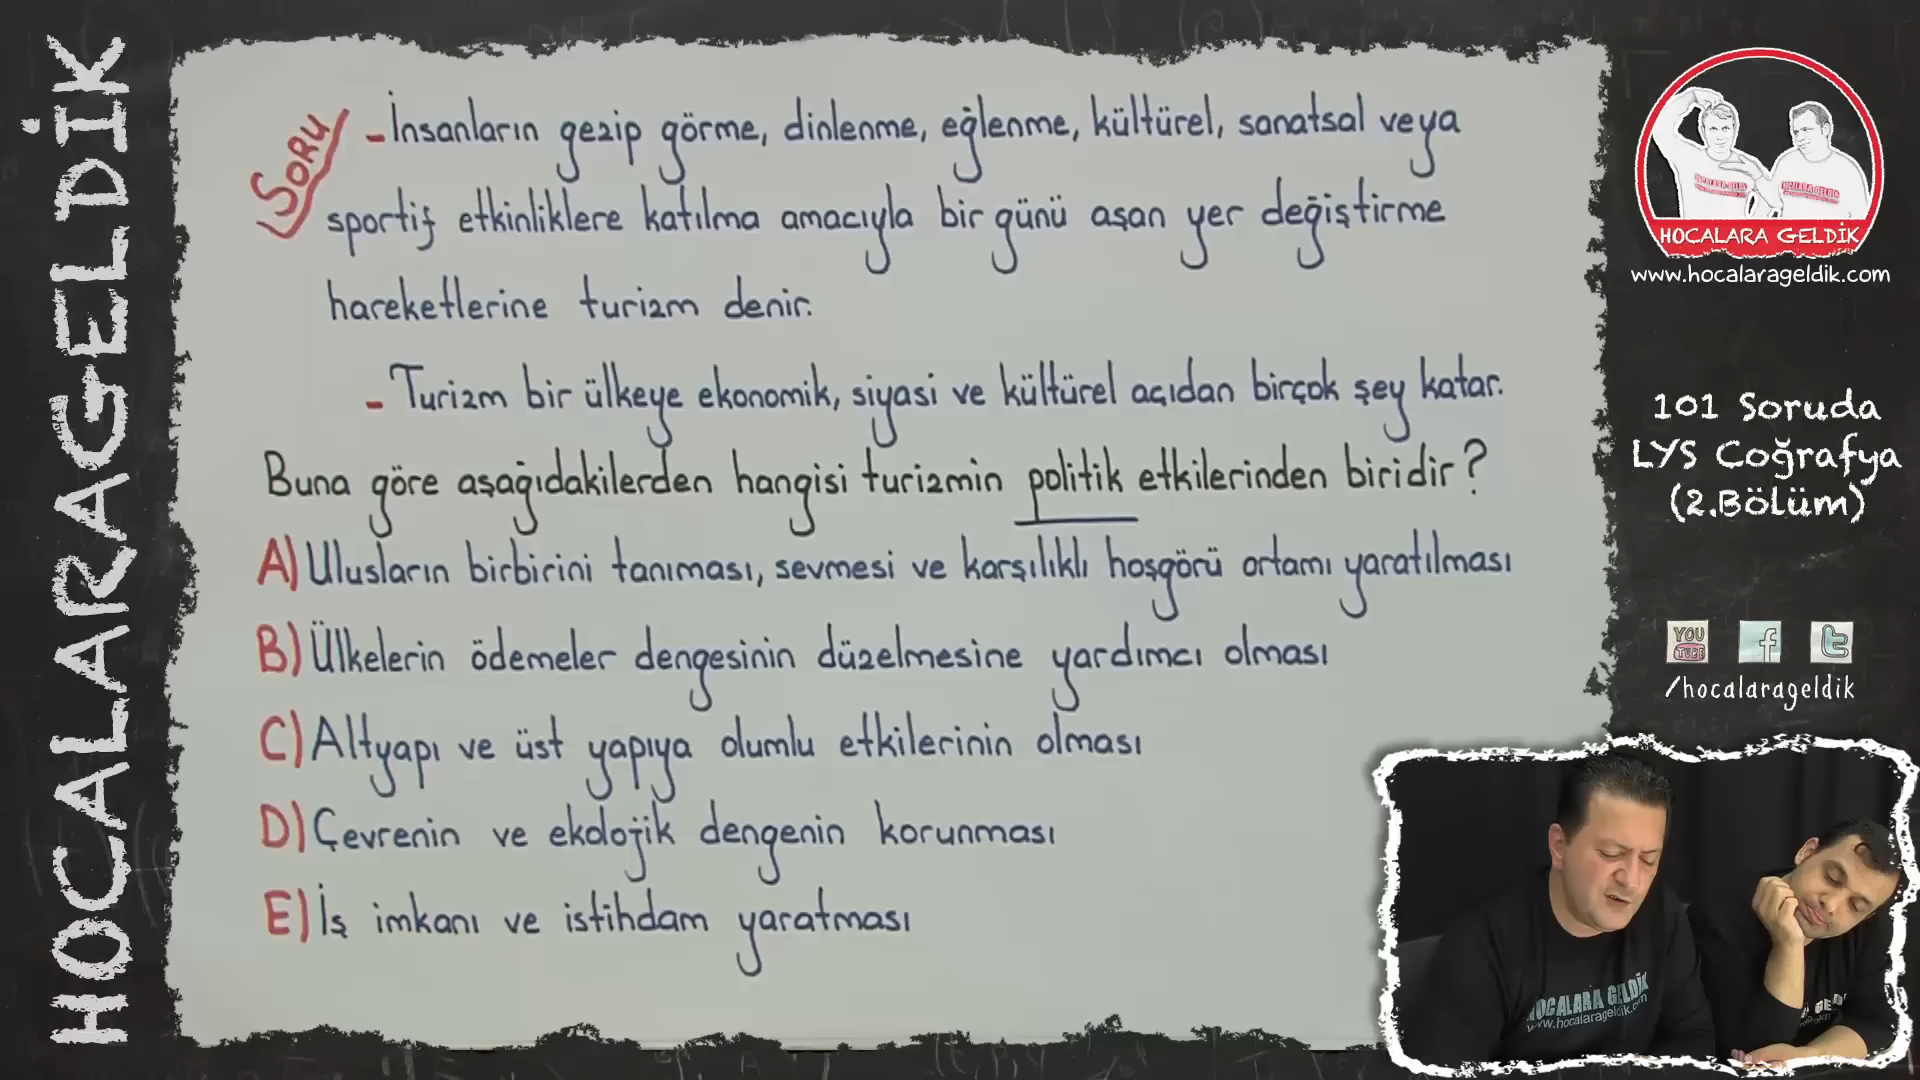 HOCALARAGELDİK
SORU
- İnsanların gezip görme, dinlenme, eğlenme, kültürel, sanatsal veya
sportif etkinliklere katılma amacıyla bir günü aşan yer değiştirme
hareketlerine turizm denir.
- Turizm bir ülkeye ekonomik, siyasi ve kültürel açıdan birçok şey katar.
Buna göre aşağıdakilerden hangisi turizmin politik etkilerinden biridir?
A) Ulusların birbirini tanıması, sevmesi ve karşılıklı hoşgörü ortamı yaratılması
B) Ülkelerin ödemeler dengesinin düzelmesine yardımcı olması
C) Altyapı ve üst yapıya olumlu etkilerinin olması
D) Çevrenin ve ekolojik dengenin korunması
E) İş imkanı ve istihdam yaratması
HOCALARA GELDİK
www.hocalarageldik.com
101 Soruda
LYS Coğrafya
(2.Bölüm)
YOU
TUBE
f
t
/hocalarageldik
HOCALARA GELDİK
www.hocalarageldik.com